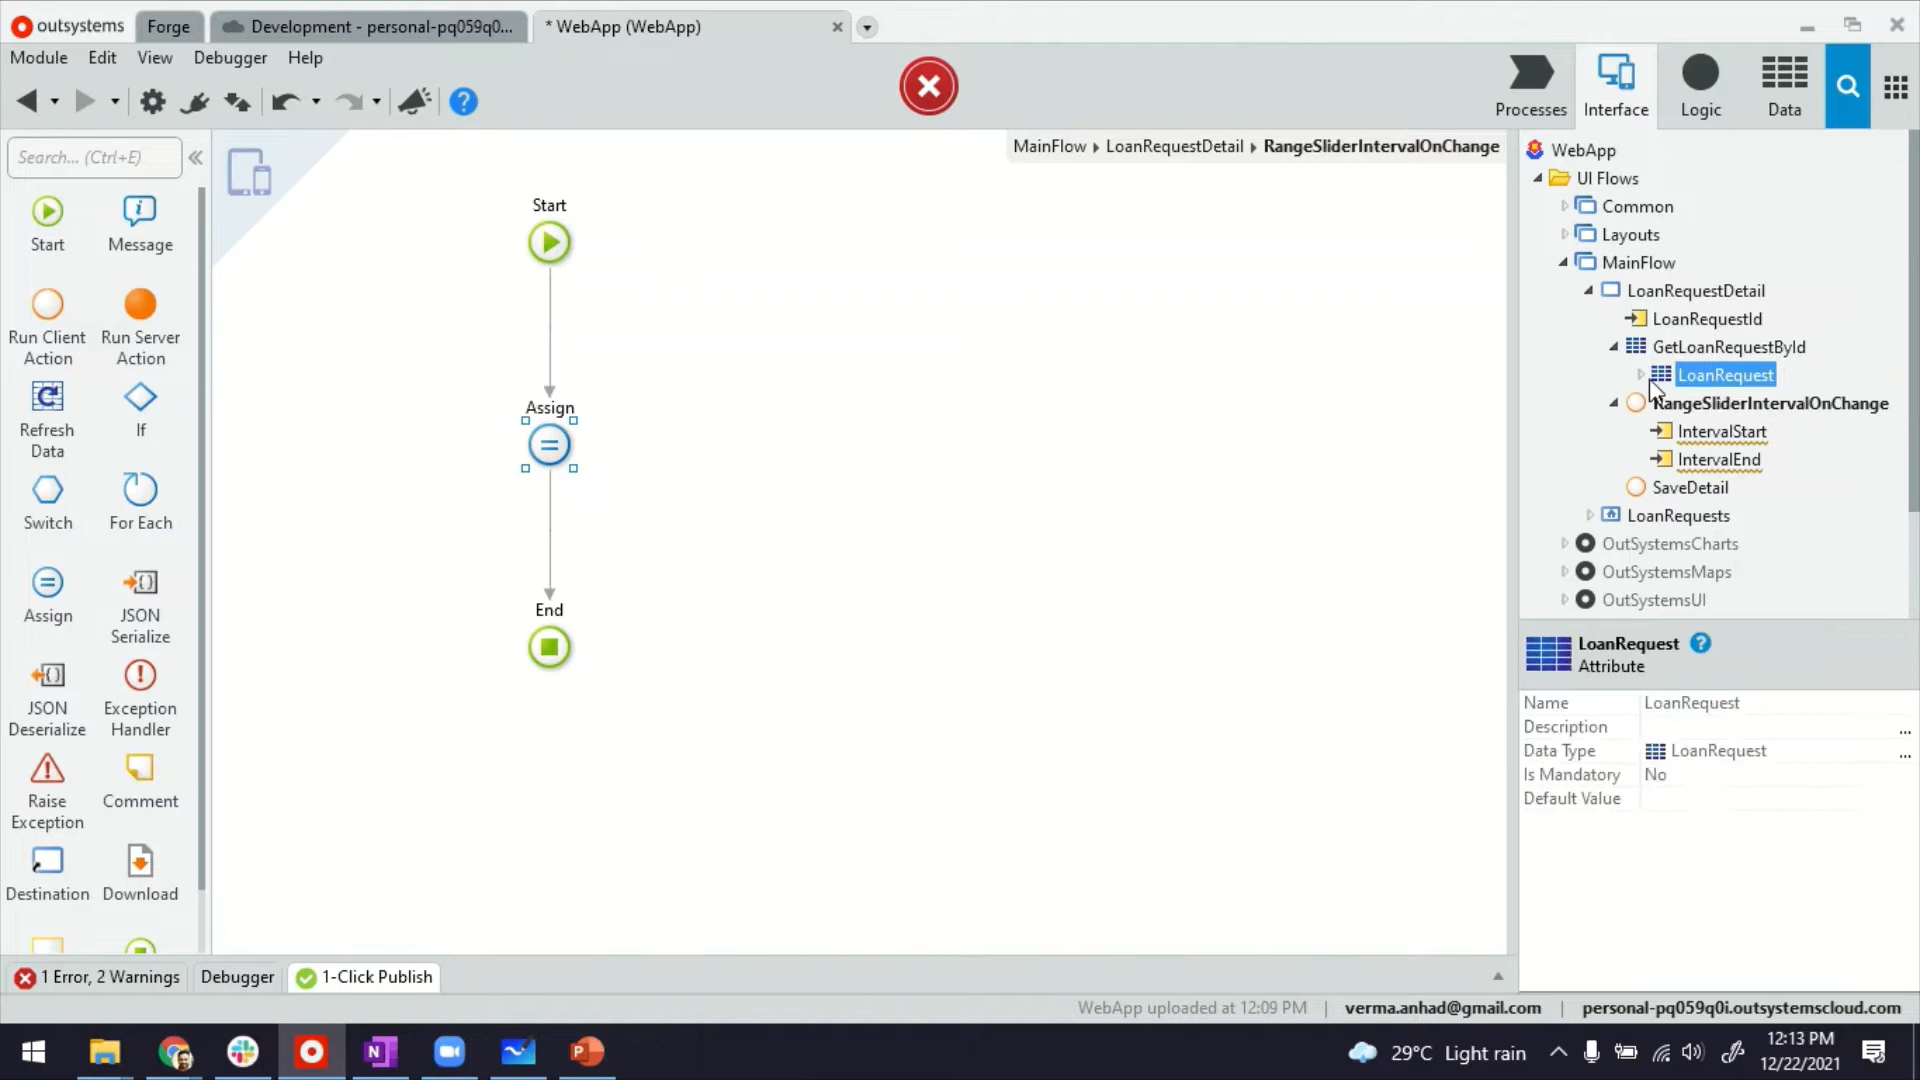 outsystems
Forge
Development - personal-pq059q0...
* WebApp (WebApp)
Module Edit View Debugger Help
Processes
Interface
Logic
Data
Search... (Ctrl+E)
Start
Message
Run Client Action
Run Server Action
Refresh Data
If
Switch
For Each
Assign
JSON Serialize
JSON Deserialize
Exception Handler
Raise Exception
Comment
Destination
Download
MainFlow LoanRequestDetail RangeSliderIntervalOnChange
Start
Assign
End
WebApp
UI Flows
Common
Layouts
MainFlow
LoanRequestDetail
LoanRequestId
GetLoanRequestById
LoanRequest
RangeSliderIntervalOnChange
IntervalStart
IntervalEnd
SaveDetail
LoanRequests
OutSystemsCharts
OutSystemsMaps
OutSystemsUI
LoanRequest
Attribute
Name LoanRequest
Description ...
Data Type LoanRequest ...
Is Mandatory No
Default Value
1 Error, 2 Warnings
Debugger
1-Click Publish
WebApp uploaded at 12:09 PM | verma.anhad@gmail.com | personal-pq059q0i.outsystemscloud.com
29°C Light rain
12:13 PM
12/22/2021